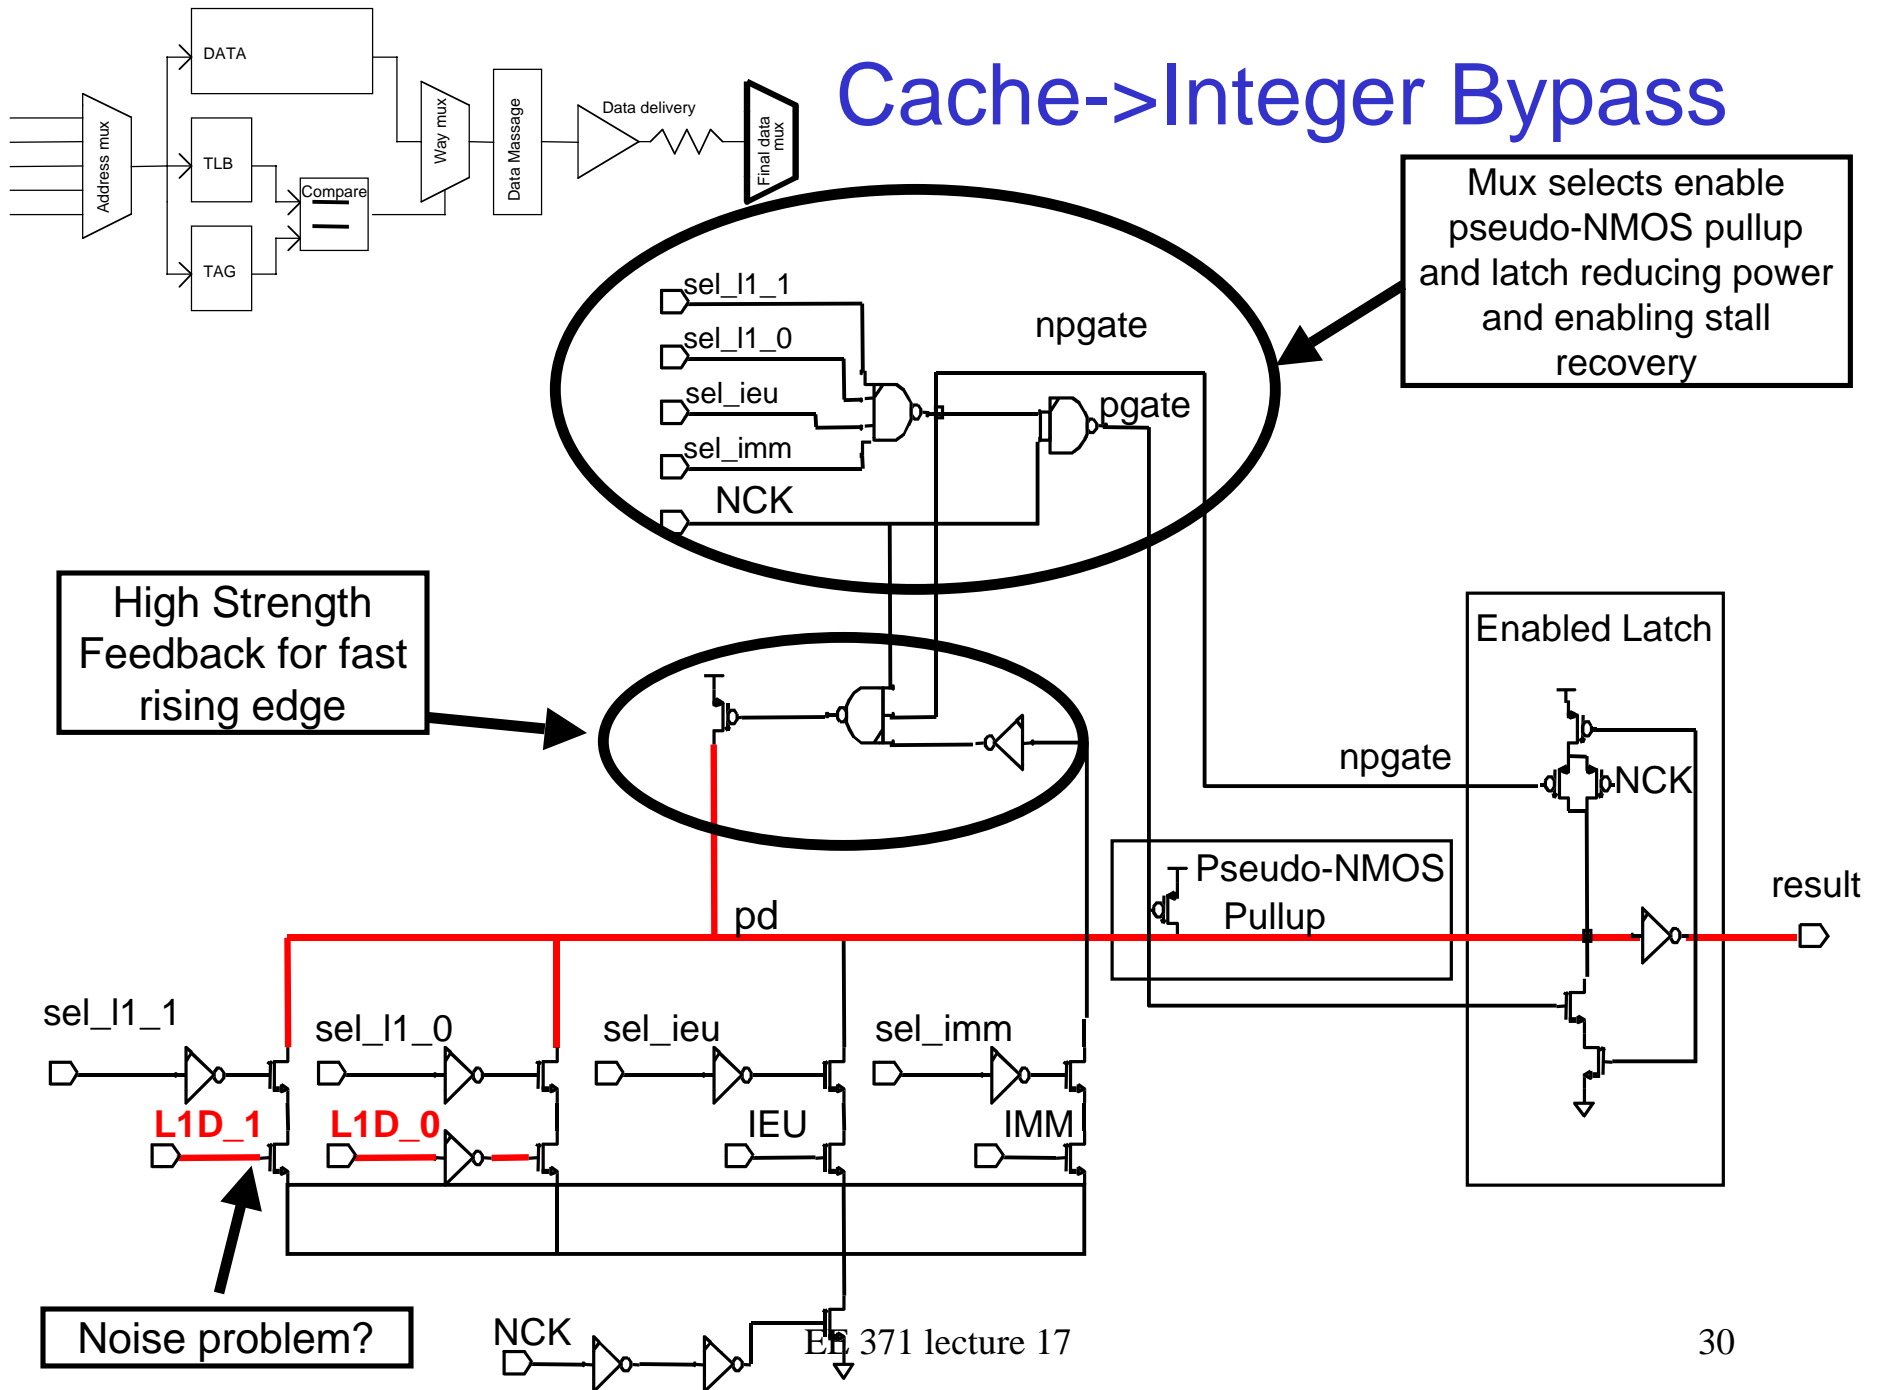 Cache->Integer Bypass
DATA
TLB
TAG
Address mux
Compare
Way mux
Data Massage
Data delivery
Final data
mux
Mux selects enable
pseudo-NMOS pullup
and latch reducing power
and enabling stall
recovery
sel_l1_1
sel_l1_0
sel_ieu
sel_imm
NCK
npgate
pgate
High Strength
Feedback for fast
rising edge
Enabled Latch
npgate
NCK
Pseudo-NMOS
Pullup
result
pd
sel_l1_1
sel_l1_0
sel_ieu
sel_imm
L1D_1
L1D_0
IEU
IMM
Noise problem?
NCK
EE 371 lecture 17
30